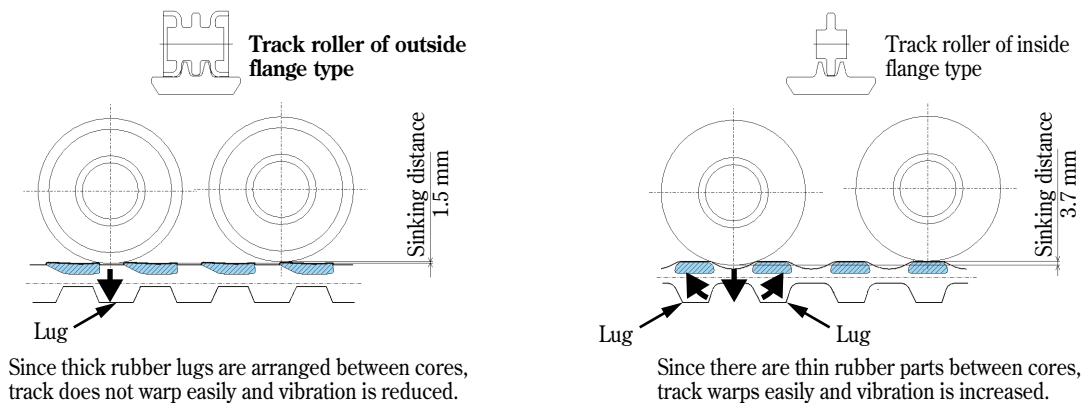 Track roller of outside
flange type
Sinking distance
1.5 mm
Lug
Since thick rubber lugs are arranged between cores,
track does not warp easily and vibration is reduced.
Track roller of inside
flange type
Sinking distance
3.7 mm
Lug
Lug
Since there are thin rubber parts between cores,
track warps easily and vibration is increased.